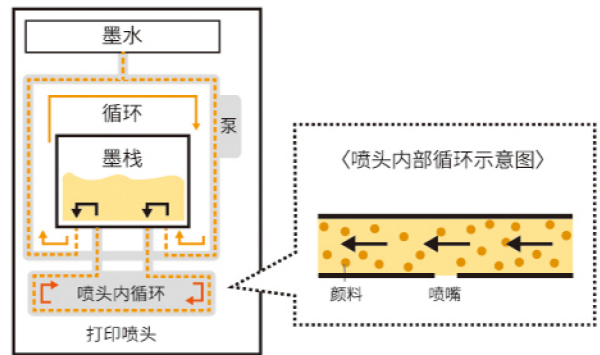 墨水
循环
泵
墨栈
喷头内循环
打印喷头
〈喷头内部循环示意图〉
颜料
喷嘴